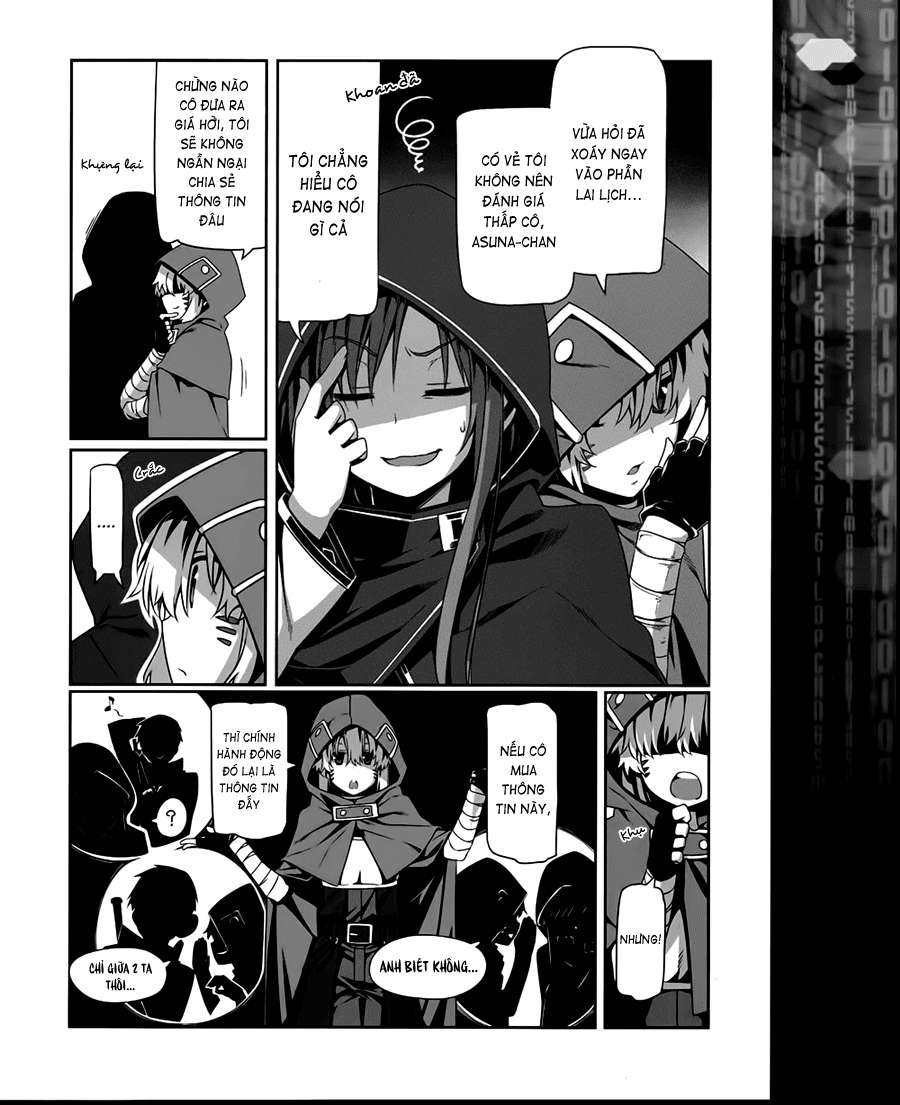 VỪA HỎI ĐÃ
XOÁY NGAY
VÀO PHẦN
LAI LỊCH...
CÓ VẺ TÔI
KHÔNG NÊN
ĐÁNH GIÁ
THẤP CÔ,
ASUNA-CHAN
Khoan đã
TÔI CHẲNG
HIỂU CÔ
ĐANG NÓI
GÌ CẢ
CHỪNG NÀO
CÔ ĐƯA RA
GIÁ HỜI, TÔI
SẼ KHÔNG
NGẦN NGẠI
CHIA SẺ
THÔNG TIN
ĐÂU
Khựng lại
Crắc
....
Khụ
NHƯNG!
NẾU CÔ
MUA
THÔNG
TIN NÀY,
THÌ CHÍNH
HÀNH ĐỘNG
ĐÓ LẠI LÀ
THÔNG TIN
ĐẤY
?
ANH BIẾT KHÔNG...
CHỈ GIỮA 2 TA
THÔI...